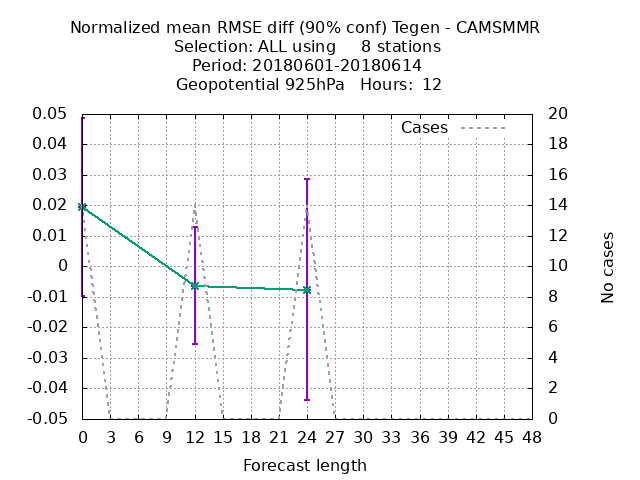 Normalized mean RMSE diff (90% conf) Tegen - CAMSMMR
Selection: ALL using 8 stations
Period: 20180601-20180614
Geopotential 925hPa Hours: 12
Cases
0.05
0.04
0.03
0.02
0.01
0
-0.01
-0.02
-0.03
-0.04
-0.05
20
18
16
14
12
10
8
6
4
2
0
No cases
0 3 6 9 12 15 18 21 24 27 30 33 36 39 42 45 48
Forecast length